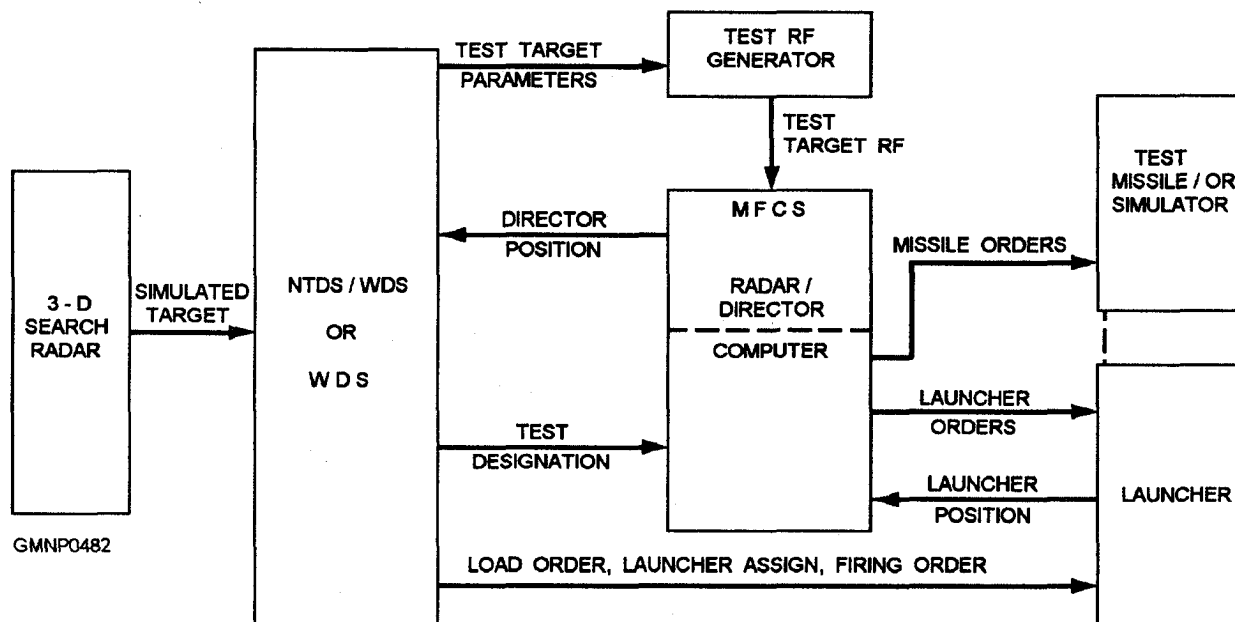 TEST TARGET
PARAMETERS
TEST RF
GENERATOR
TEST
TARGET RF
TEST
MISSILE / OR
SIMULATOR
MFCS
DIRECTOR
POSITION
MISSILE ORDERS
3 - D
SEARCH
RADAR
SIMULATED
TARGET
NTDS / WDS
OR
WDS
RADAR /
DIRECTOR
COMPUTER
LAUNCHER
ORDERS
TEST
DESIGNATION
LAUNCHER
POSITION
LAUNCHER
GMNP0482
LOAD ORDER, LAUNCHER ASSIGN, FIRING ORDER